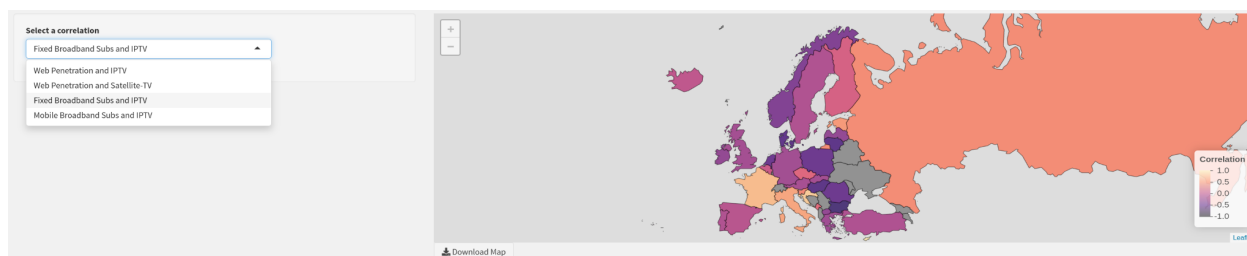 Select a correlation
Fixed Broadband Subs and IPTV
Web Penetration and IPTV
Web Penetration and Satellite-TV
Fixed Broadband Subs and IPTV
Mobile Broadband Subs and IPTV
+
−
Correlation
1.0
0.5
0.0
-0.5
-1.0
Leaf
Download Map